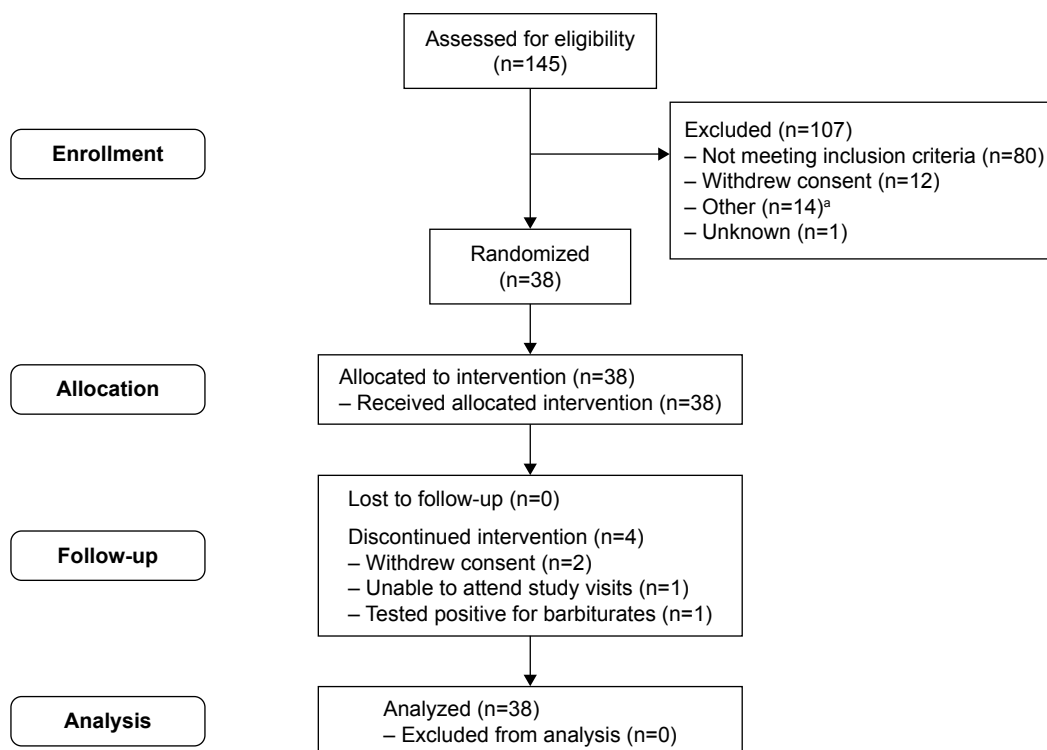 Assessed for eligibility
(n=145)
Enrollment
Excluded (n=107)
– Not meeting inclusion criteria (n=80)
– Withdrew consent (n=12)
– Other (n=14)ᵃ
– Unknown (n=1)
Randomized
(n=38)
Allocation
Allocated to intervention (n=38)
– Received allocated intervention (n=38)
Follow-up
Lost to follow-up (n=0)
Discontinued intervention (n=4)
– Withdrew consent (n=2)
– Unable to attend study visits (n=1)
– Tested positive for barbiturates (n=1)
Analysis
Analyzed (n=38)
– Excluded from analysis (n=0)